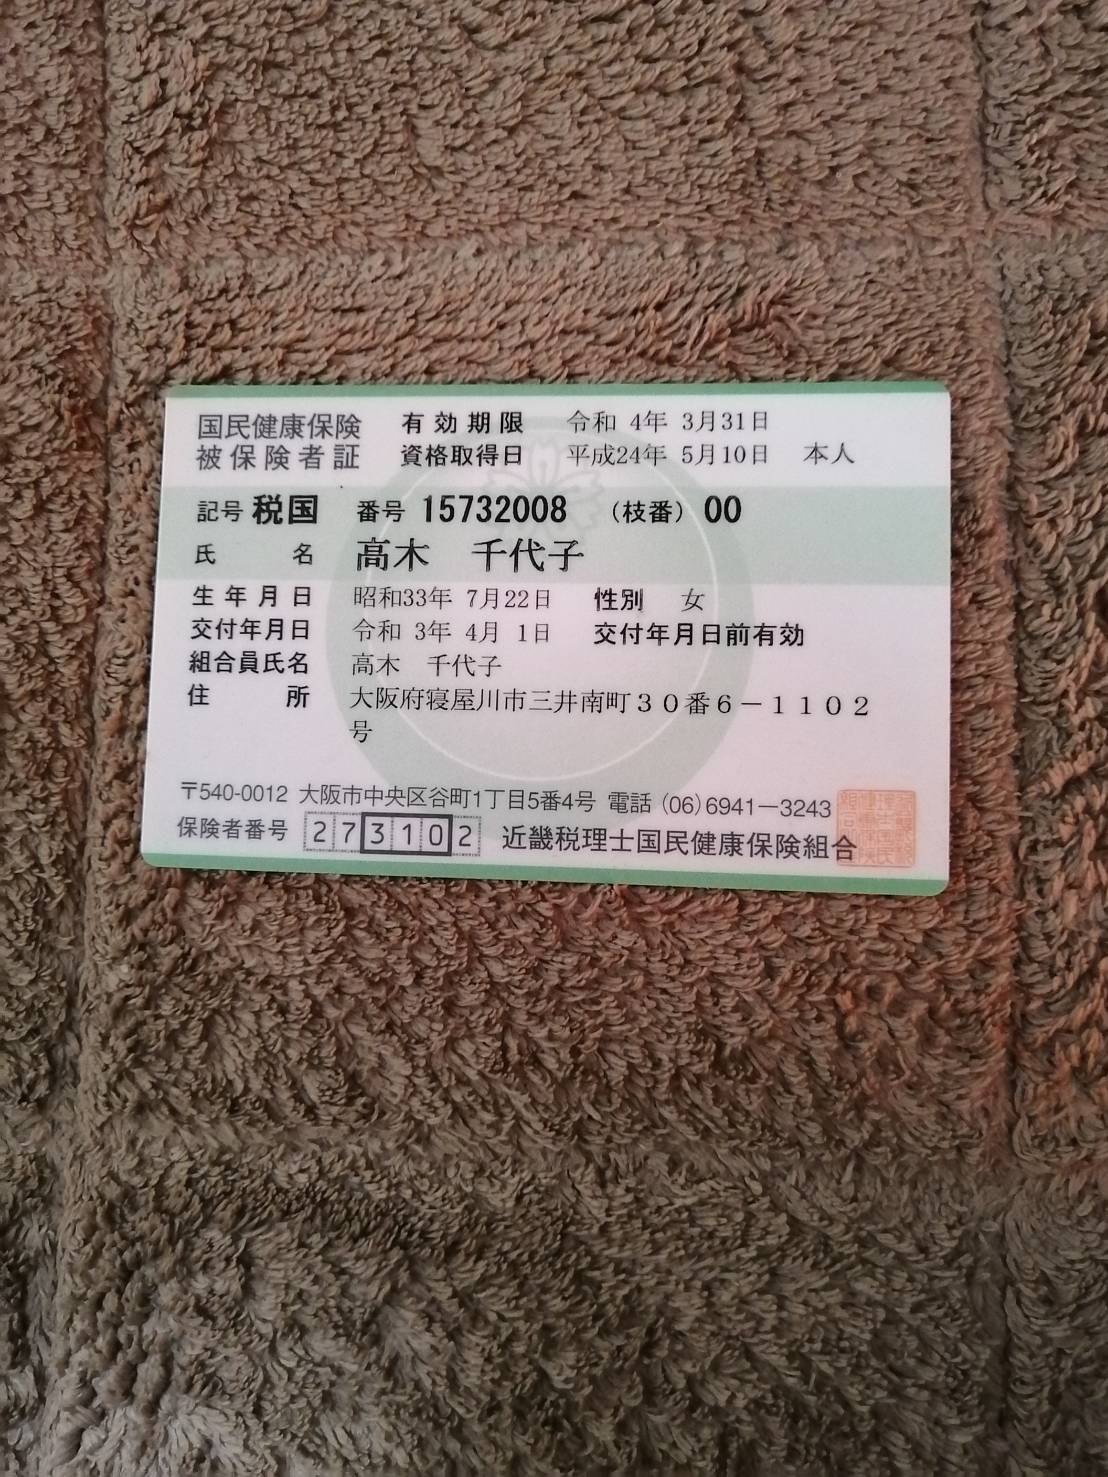 国民健康保険 有効期限 令和 4年 3月31日
被保険者証 資格取得日 平成24年 5月10日 本人
記号 税国 番号 15732008 （枝番） 00
氏名 高木 千代子
生年月日 昭和33年 7月22日 性別 女
交付年月日 令和 3年 4月 1日 交付年月日前有効
組合員氏名 高木 千代子
住所 大阪府寝屋川市三井南町３０番６－１１０２
号
〒540-0012 大阪市中央区谷町1丁目5番4号 電話 (06)6941－3243
保険者番号 273102 近畿税理士国民健康保険組合